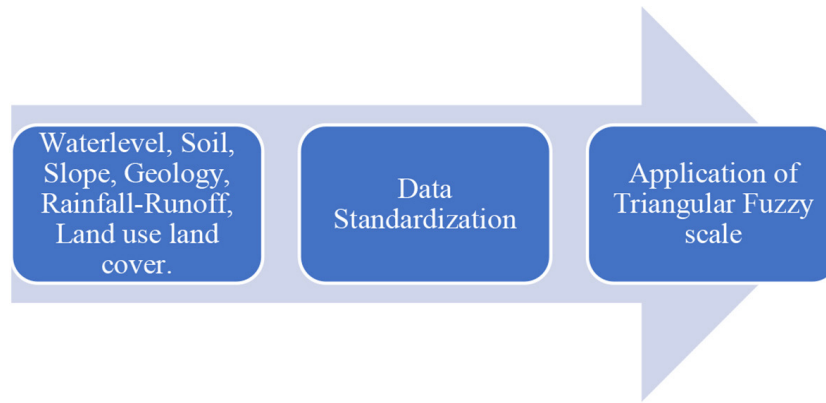 Waterlevel, Soil,
Slope, Geology,
Rainfall-Runoff,
Land use land
cover.
Data
Standardization
Application of
Triangular Fuzzy
scale